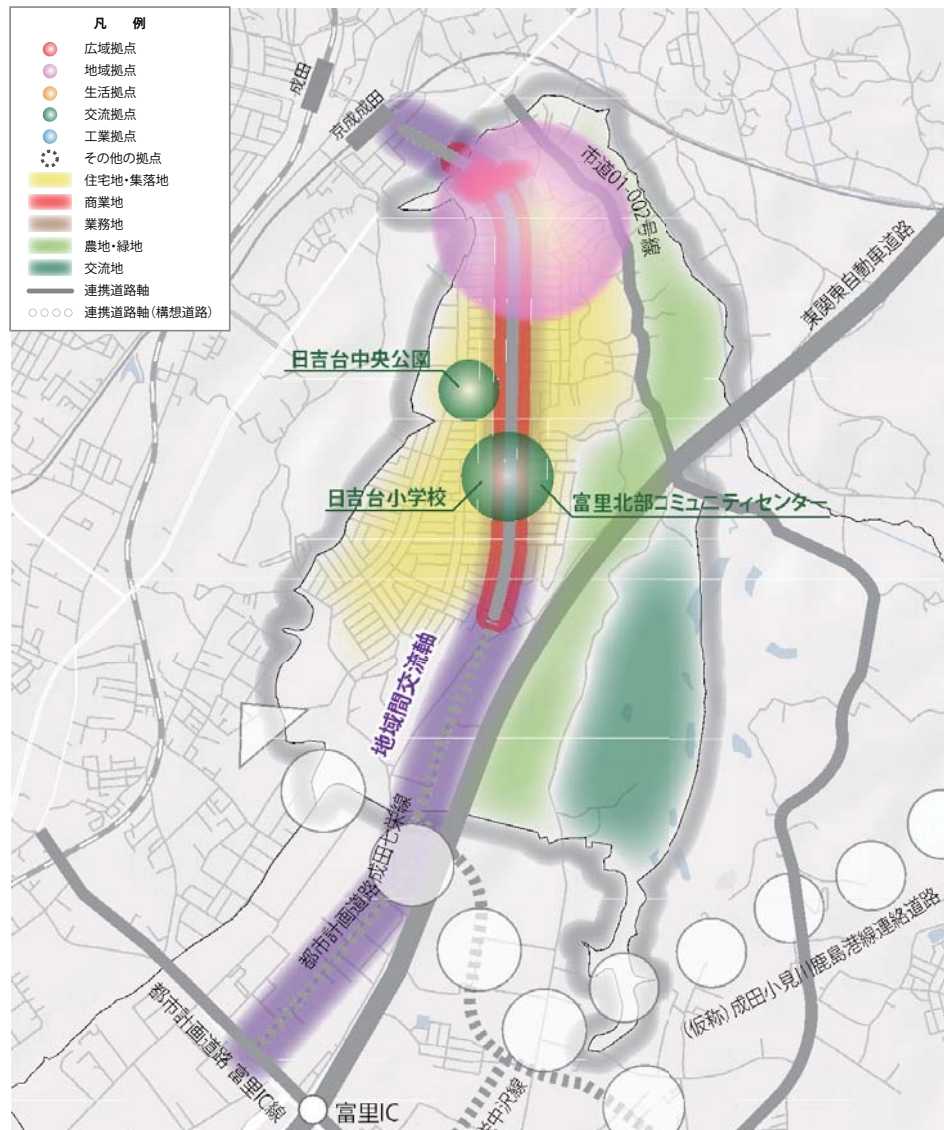 凡　例
広域拠点
地域拠点
生活拠点
交流拠点
工業拠点
その他の拠点
住宅地・集落地
商業地
業務地
農地・緑地
交流地
連携道路軸
連携道路軸(構想道路)
成田
京成成田
市道01-002号線
東関東自動車道路
日吉台中央公園
日吉台小学校
富里北部コミュニティセンター
地域間交流軸
都市計画道路成田七栄線
(仮称)成田小見川鹿島港線連絡道路
都市計画道路 富里IC線
富里IC
中沢線